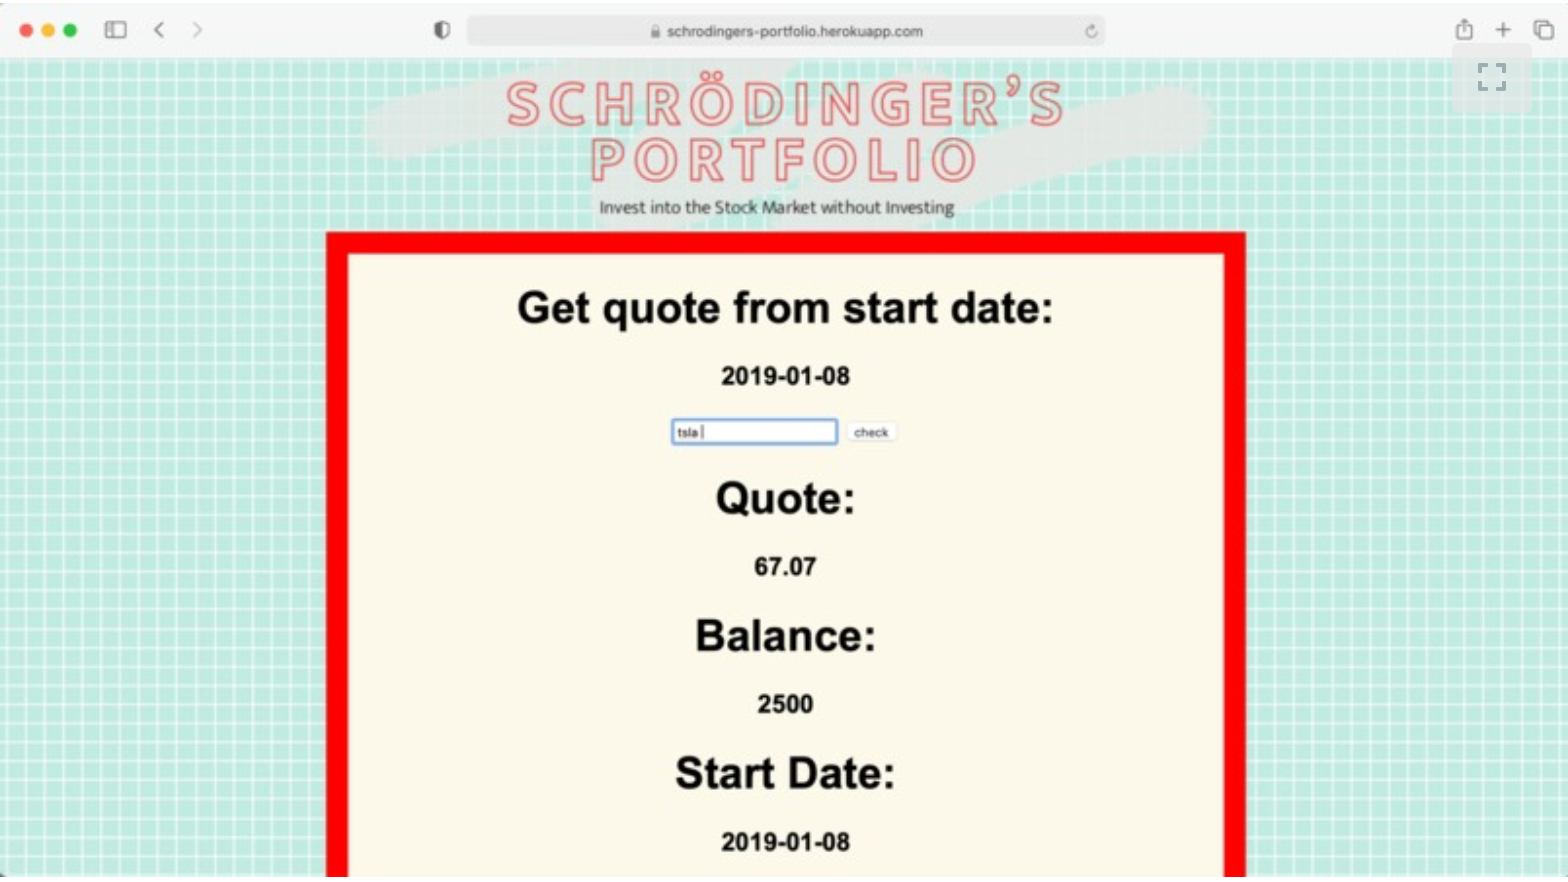 schrodingers-portfolio.herokuapp.com
SCHRÖDINGER'S
PORTFOLIO
Invest into the Stock Market without Investing
Get quote from start date:
2019-01-08
tsla
check
Quote:
67.07
Balance:
2500
Start Date:
2019-01-08